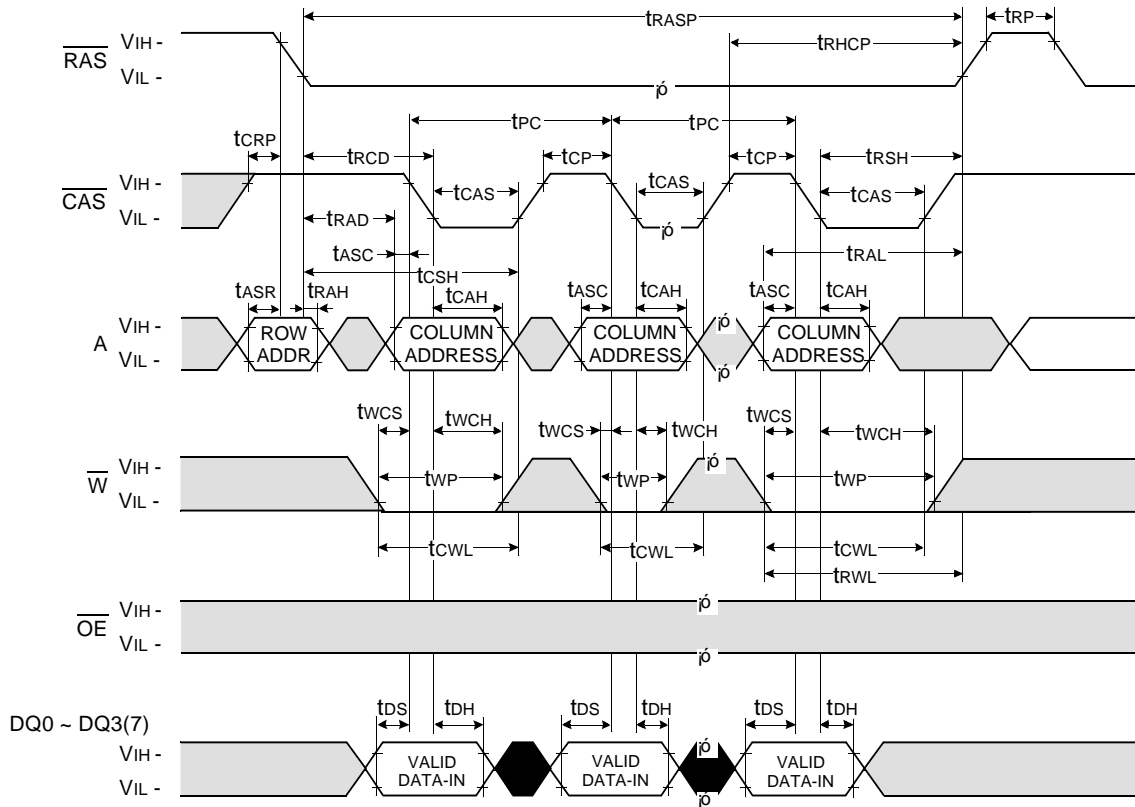 tRASP
tRP
RAS
VIH -
VIL -
tRHCP
¡ó
tCRP
tPC
tPC
tRCD
tCP
tCP
tRSH
CAS
VIH -
VIL -
tCAS
tCAS
tCAS
¡ó
tRAD
tASC
tCSH
tRAL
tASR
tRAH
tCAH
tASC
tCAH
tASC
tCAH
A
VIH -
VIL -
ROW
ADDR
COLUMN
ADDRESS
COLUMN
ADDRESS
¡ó
¡ó
COLUMN
ADDRESS
tWCS
tWCH
tWCS
tWCH
tWCS
tWCH
W
VIH -
VIL -
tWP
tWP
¡ó
tWP
tCWL
tCWL
tCWL
tRWL
OE
VIH -
VIL -
¡ó
¡ó
DQ0 ~ DQ3(7)
tDS
tDH
tDS
tDH
tDS
tDH
VIH -
VIL -
VALID
DATA-IN
VALID
DATA-IN
¡ó
¡ó
VALID
DATA-IN